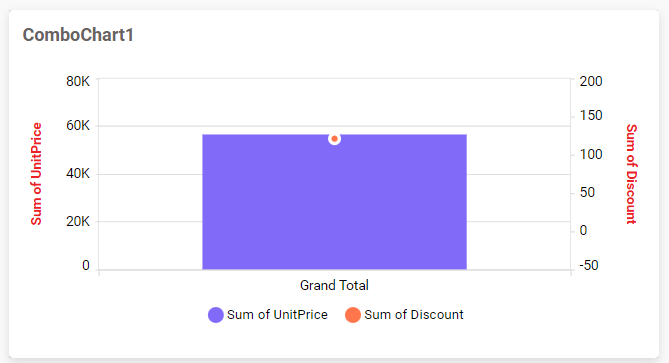 ComboChart1
80K
60K
40K
20K
0
Sum of UnitPrice
200
150
100
50
0
-50
Sum of Discount
Grand Total
Sum of UnitPrice
Sum of Discount